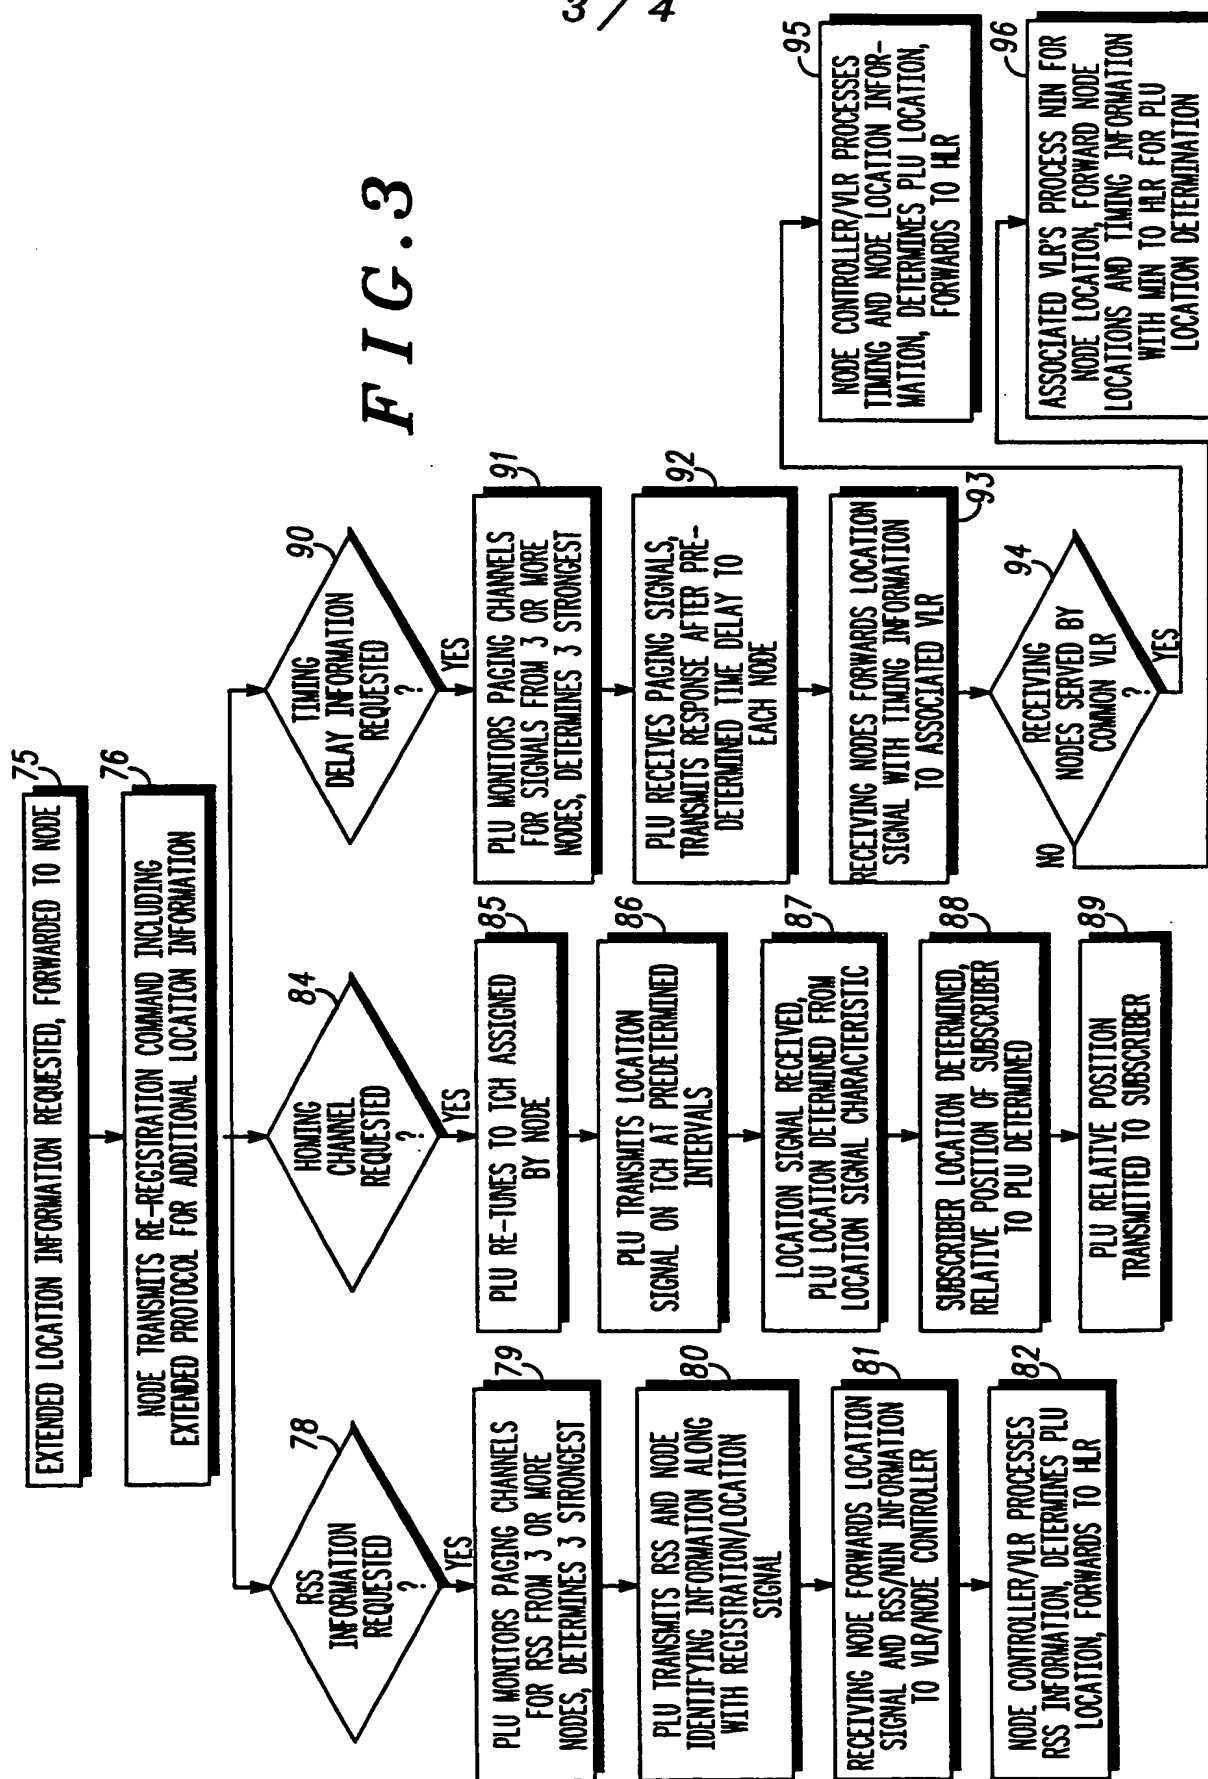 3/4
FIG.3
75
EXTENDED LOCATION INFORMATION REQUESTED, FORWARDED TO NODE
76
NODE TRANSMITS RE-REGISTRATION COMMAND INCLUDING
EXTENDED PROTOCOL FOR ADDITIONAL LOCATION INFORMATION
78
RSS
INFORMATION
REQUESTED
?
YES
79
PLU MONITORS PAGING CHANNELS
FOR RSS FROM 3 OR MORE
NODES, DETERMINES 3 STRONGEST
80
PLU TRANSMITS RSS AND NODE
IDENTIFYING INFORMATION ALONG
WITH REGISTRATION/LOCATION
SIGNAL
81
RECEIVING NODE FORWARDS LOCATION
SIGNAL AND RSS/NIN INFORMATION
TO VLR/NODE CONTROLLER
82
NODE CONTROLLER/VLR PROCESSES
RSS INFORMATION, DETERMINES PLU
LOCATION, FORWARDS TO HLR
84
HOMING
CHANNEL
REQUESTED
?
YES
85
PLU RE-TUNES TO TCH ASSIGNED
BY NODE
86
PLU TRANSMITS LOCATION
SIGNAL ON TCH AT PREDETERMINED
INTERVALS
87
LOCATION SIGNAL RECEIVED,
PLU LOCATION DETERMINED FROM
LOCATION SIGNAL CHARACTERISTIC
88
SUBSCRIBER LOCATION DETERMINED,
RELATIVE POSITION OF SUBSCRIBER
TO PLU DETERMINED
89
PLU RELATIVE POSITION
TRANSMITTED TO SUBSCRIBER
90
TIMING
DELAY INFORMATION
REQUESTED
?
YES
91
PLU MONITORS PAGING CHANNELS
FOR SIGNALS FROM 3 OR MORE
NODES, DETERMINES 3 STRONGEST
92
PLU RECEIVES PAGING SIGNALS,
TRANSMITS RESPONSE AFTER PRE-
DETERMINED TIME DELAY TO
EACH NODE
93
RECEIVING NODES FORWARDS LOCATION
SIGNAL WITH TIMING INFORMATION
TO ASSOCIATED VLR
94
RECEIVING
NODES SERVED BY
COMMON VLR
?
NO
YES
95
NODE CONTROLLER/VLR PROCESSES
TIMING AND NODE LOCATION INFOR-
MATION, DETERMINES PLU LOCATION,
FORWARDS TO HLR
96
ASSOCIATED VLR'S PROCESS NIN FOR
NODE LOCATION, FORWARD NODE
LOCATIONS AND TIMING INFORMATION
WITH MIN TO HLR FOR PLU
LOCATION DETERMINATION